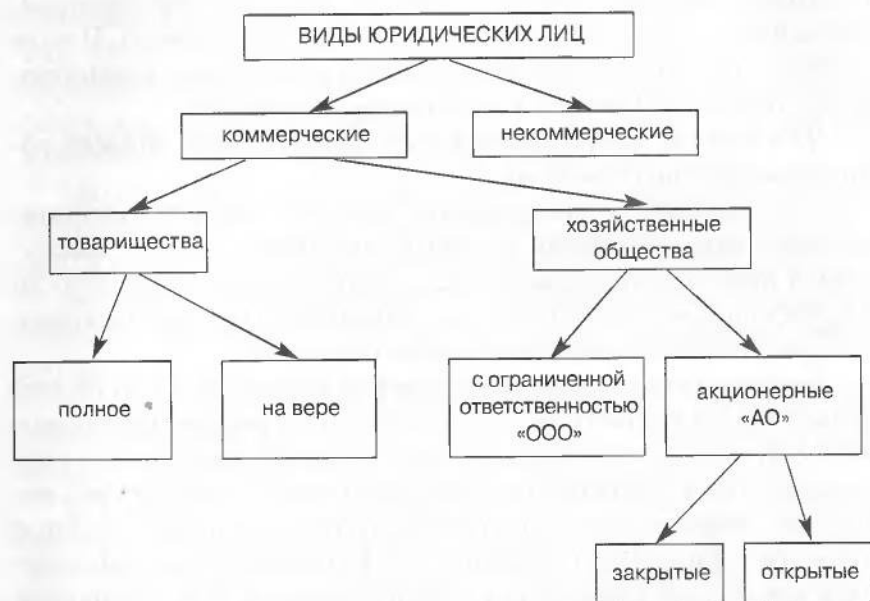 ВИДЫ ЮРИДИЧЕСКИХ ЛИЦ
коммерческие
некоммерческие
товарищества
хозяйственные
общества
полное
на вере
с ограниченной
ответственностью
«ООО»
акционерные
«АО»
закрытые
открытые